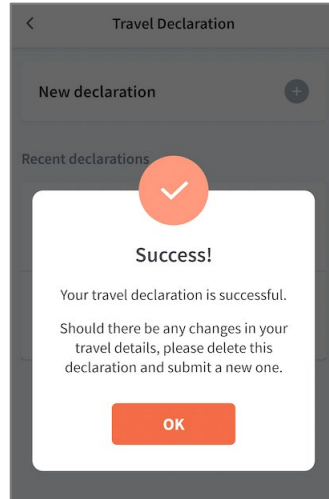 Travel Declaration
New declaration
Recent declarations
Success!
Your travel declaration is successful.
Should there be any changes in your
travel details, please delete this
declaration and submit a new one.
OK